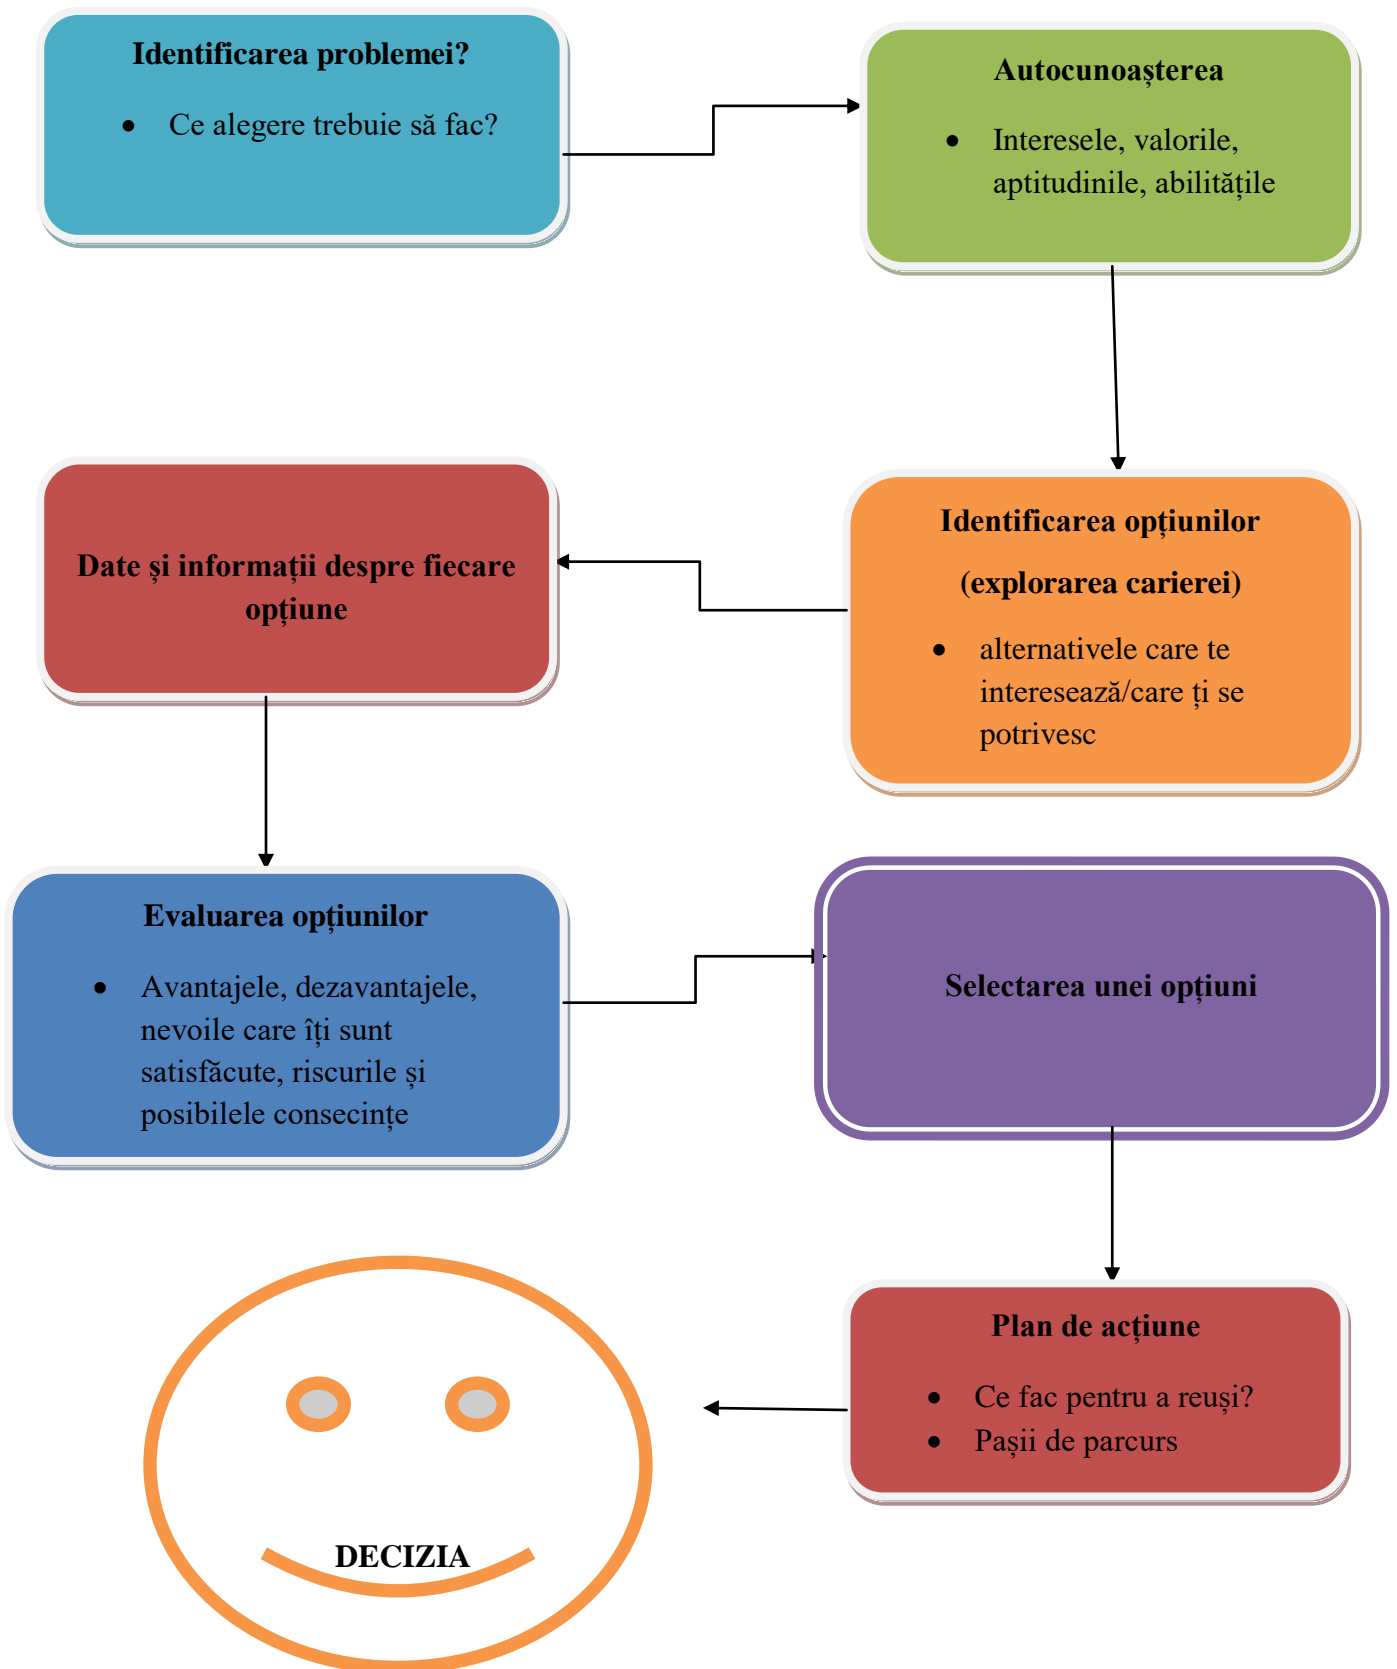 Identificarea problemei?
• Ce alegere trebuie să fac?
Autocunoașterea
• Interesele, valorile,
aptitudinile, abilitățile
Identificarea opțiunilor
(explorarea carierei)
• alternativele care te
interesează/care ți se
potrivesc
Date și informații despre fiecare
opțiune
Evaluarea opțiunilor
• Avantajele, dezavantajele,
nevoile care îți sunt
satisfăcute, riscurile și
posibilele consecințe
Selectarea unei opțiuni
Plan de acțiune
• Ce fac pentru a reuși?
• Pașii de parcurs
DECIZIA